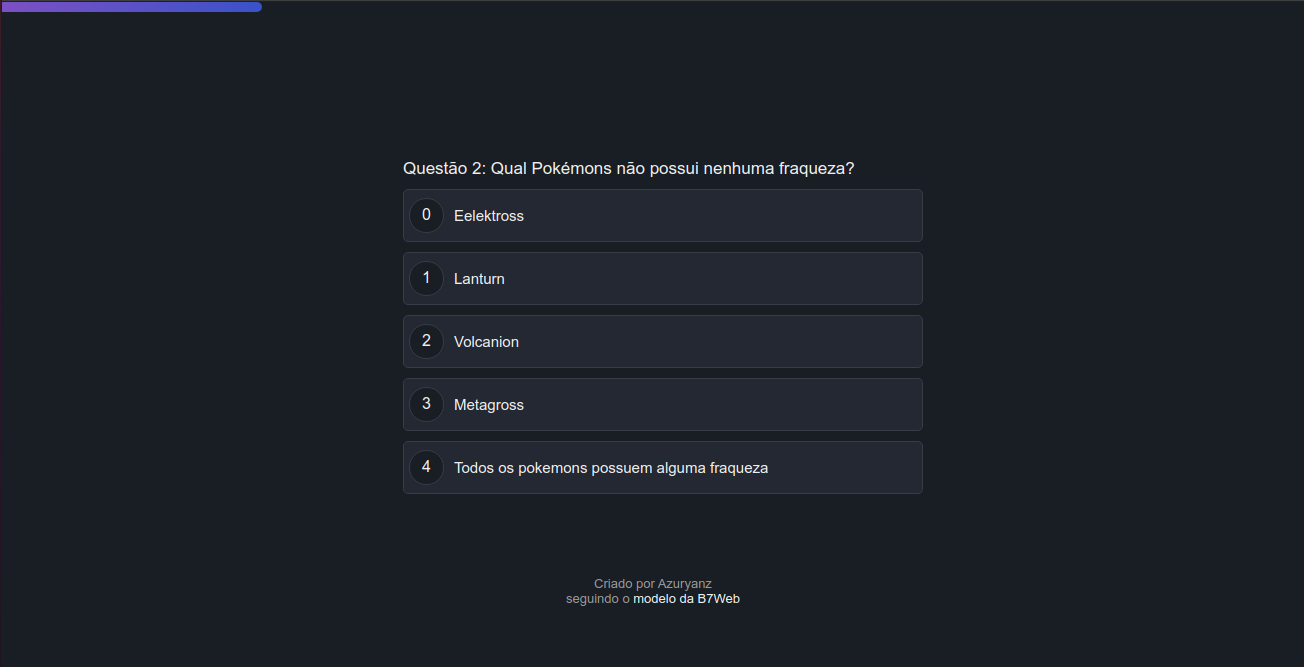 Questão 2: Qual Pokémons não possui nenhuma fraqueza?
0 Eelektross
1 Lanturn
2 Volcanion
3 Metagross
4 Todos os pokemons possuem alguma fraqueza
Criado por Azuryanz
seguindo o modelo da B7Web